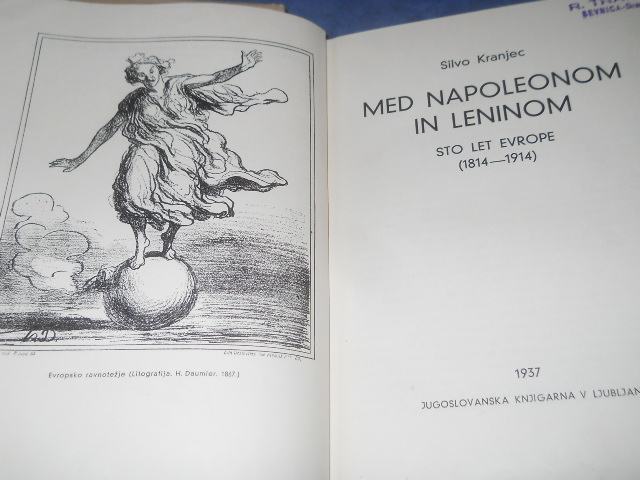 h.D.
Evropsko ravnotežje (Litografija, H. Daumier, 1867.)
R. T
SEVNICA-
Silvo Kranjec
MED NAPOLEONOM
IN LENINOM
STO LET EVROPE
(1814—1914)
1937
JUGOSLOVANSKA KNJIGARNA V LJUBLJAN